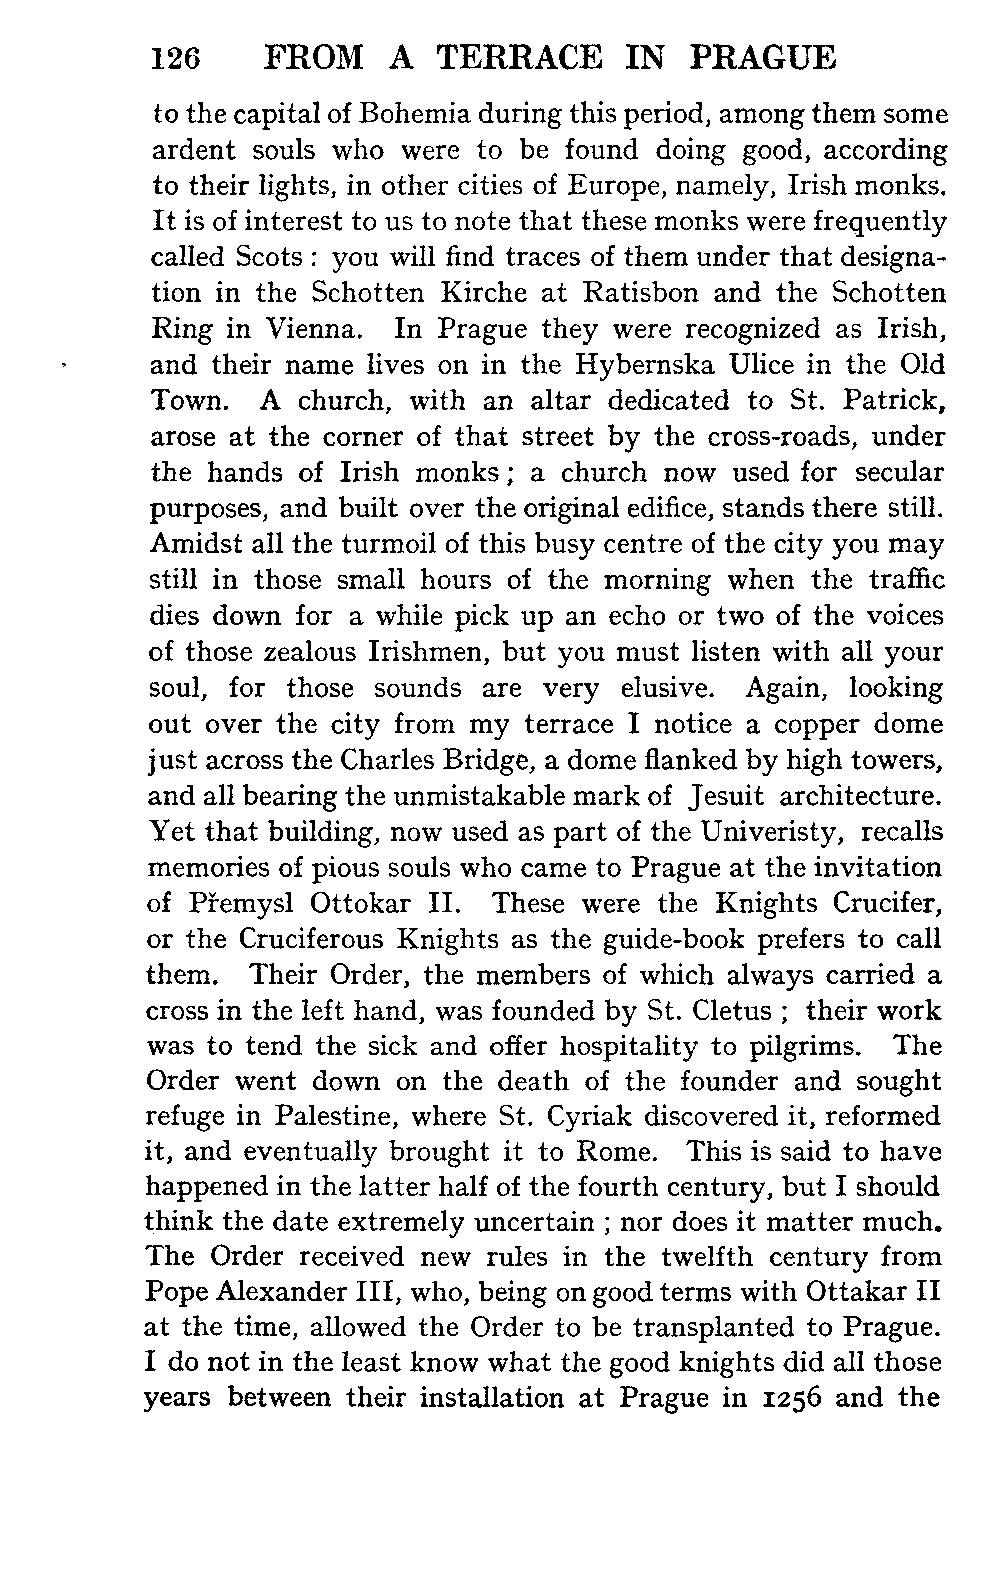 126 FROM A TERRACE IN PRAGUE
to the capital of Bohemia during this period, among them some
ardent souls who were to be found doing good, according
to their lights, in other cities of Europe, namely, Irish monks.
It is of interest to us to note that these monks were frequently
called Scots : you will find traces of them under that designa-
tion in the Schotten Kirche at Ratisbon and the Schotten
Ring in Vienna. In Prague they were recognized as Irish,
and their name lives on in the Hybernska Ulice in the Old
Town. A church, with an altar dedicated to St. Patrick,
arose at the corner of that street by the cross-roads, under
the hands of Irish monks ; a church now used for secular
purposes, and built over the original edifice, stands there still.
Amidst all the turmoil of this busy centre of the city you may
still in those small hours of the morning when the traffic
dies down for a while pick up an echo or two of the voices
of those zealous Irishmen, but you must listen with all your
soul, for those sounds are very elusive. Again, looking
out over the city from my terrace I notice a copper dome
just across the Charles Bridge, a dome flanked by high towers,
and all bearing the unmistakable mark of Jesuit architecture.
Yet that building, now used as part of the Univeristy, recalls
memories of pious souls who came to Prague at the invitation
of Přemysl Ottokar II. These were the Knights Crucifer,
or the Cruciferous Knights as the guide-book prefers to call
them. Their Order, the members of which always carried a
cross in the left hand, was founded by St. Cletus ; their work
was to tend the sick and offer hospitality to pilgrims. The
Order went down on the death of the founder and sought
refuge in Palestine, where St. Cyriak discovered it, reformed
it, and eventually brought it to Rome. This is said to have
happened in the latter half of the fourth century, but I should
think the date extremely uncertain ; nor does it matter much.
The Order received new rules in the twelfth century from
Pope Alexander III, who, being on good terms with Ottakar II
at the time, allowed the Order to be transplanted to Prague.
I do not in the least know what the good knights did all those
years between their installation at Prague in 1256 and the